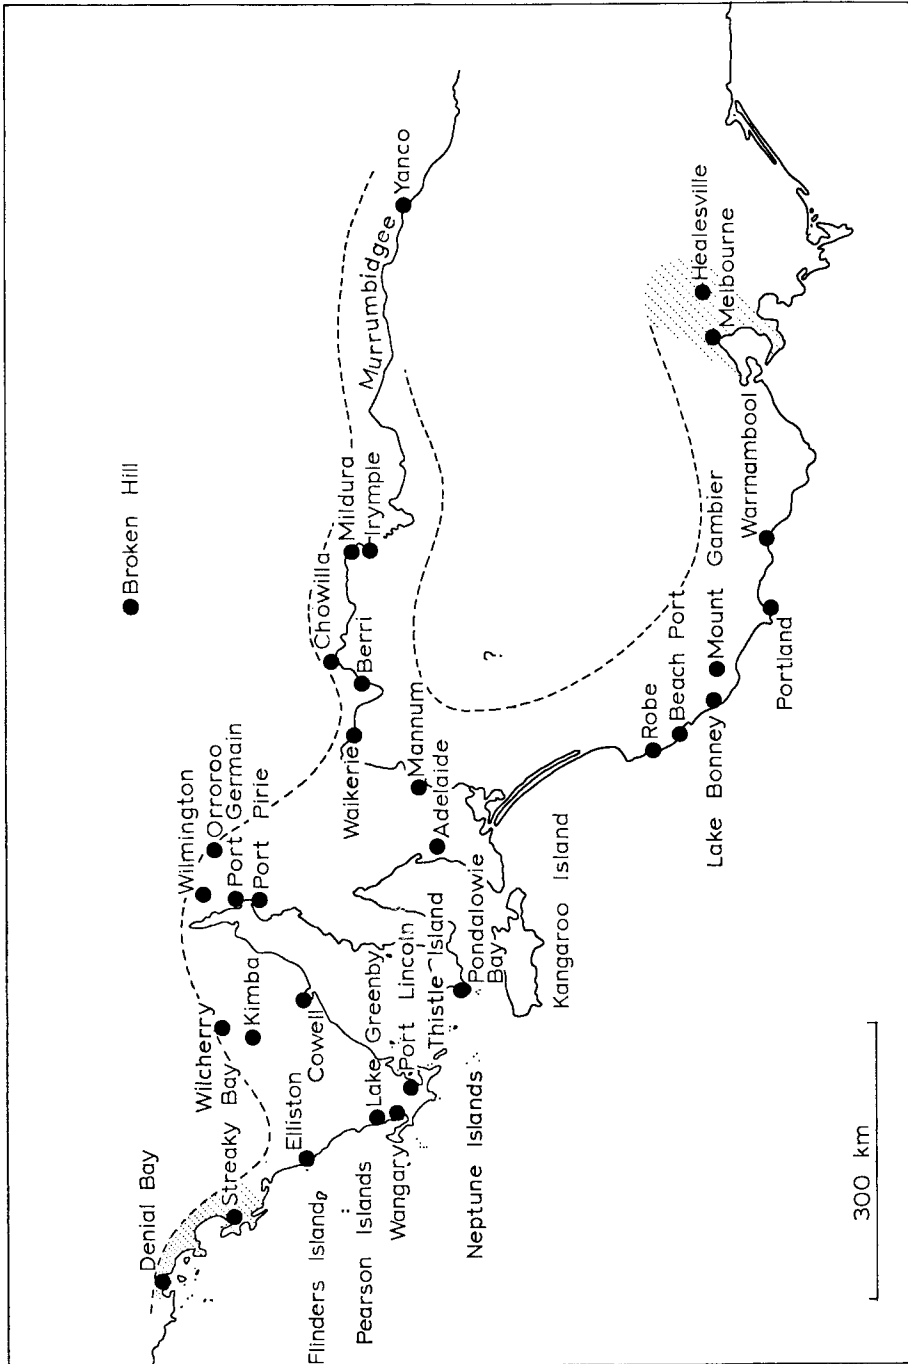 Broken Hill
Denial Bay
Streaky Bay
Wilcherry
Kimba
Wilmington
Orroroo
Port Germain
Port Pirie
Elliston
Cowell
Flinders Island
Pearson Islands
Wangary
Lake Greenby
Port Lincoln
Thistle Island
Neptune Islands
Pondalowie
Bay
Kangaroo Island
Adelaide
Mannum
Waikerie
Berri
Chowilla
Mildura
Irymple
Murrumbidgee
Yanco
?
Robe
Beach Port
Lake Bonney
Mount Gambier
Portland
Warnambool
Melbourne
Healesville
300 km